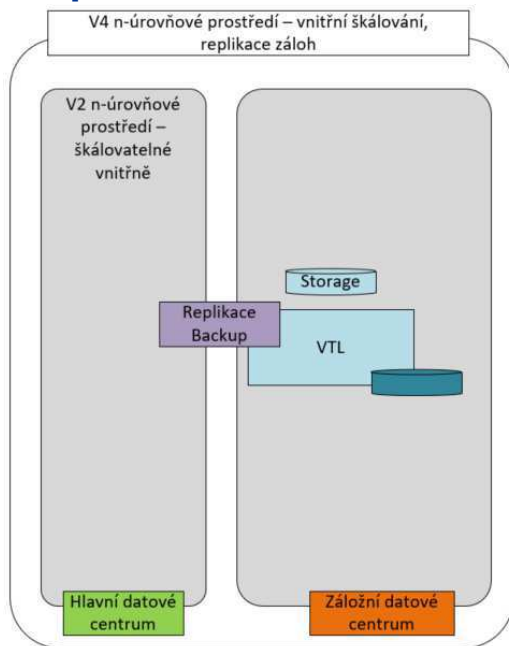 V4 n-úrovňové prostředí – vnitřní škálování,
replikace záloh
V2 n-úrovňové
prostředí –
škálovatelné
vnitřně
Storage
Replikace
Backup
VTL
Hlavní datové
centrum
Záložní datové
centrum